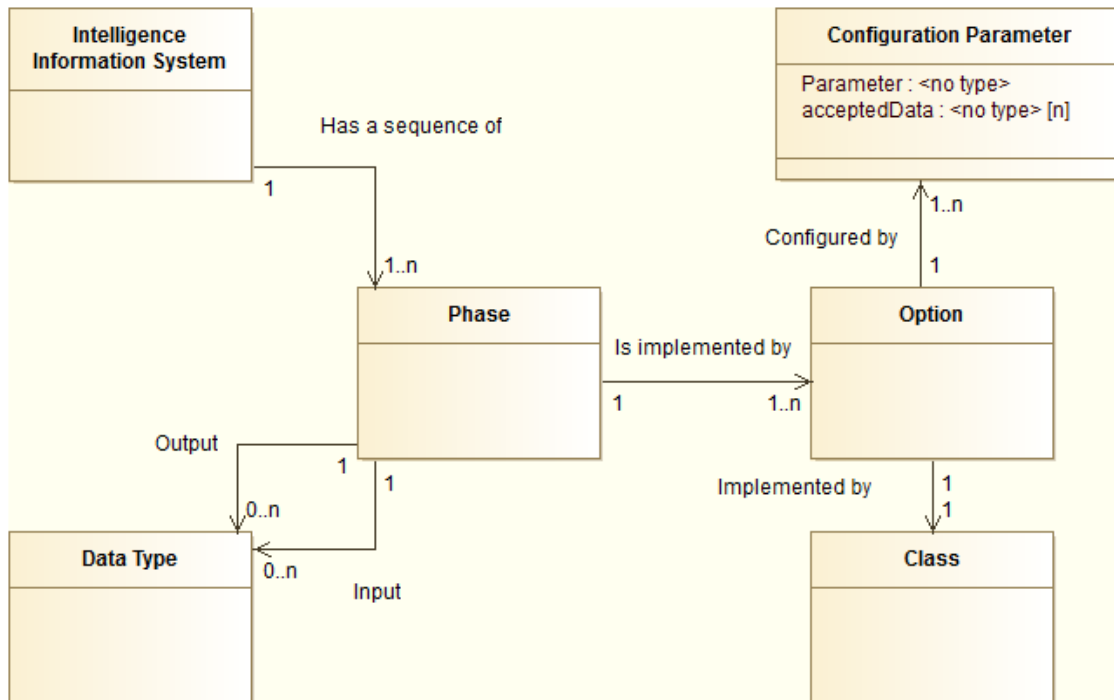 Intelligence
Information System
Configuration Parameter
Parameter : <no type>
acceptedData : <no type> [n]
Has a sequence of
1
1..n
1..n
Configured by
1
Phase
Option
Is implemented by
1
1..n
Output
1
1
0..n
Implemented by
1
1
Data Type
0..n
Input
Class